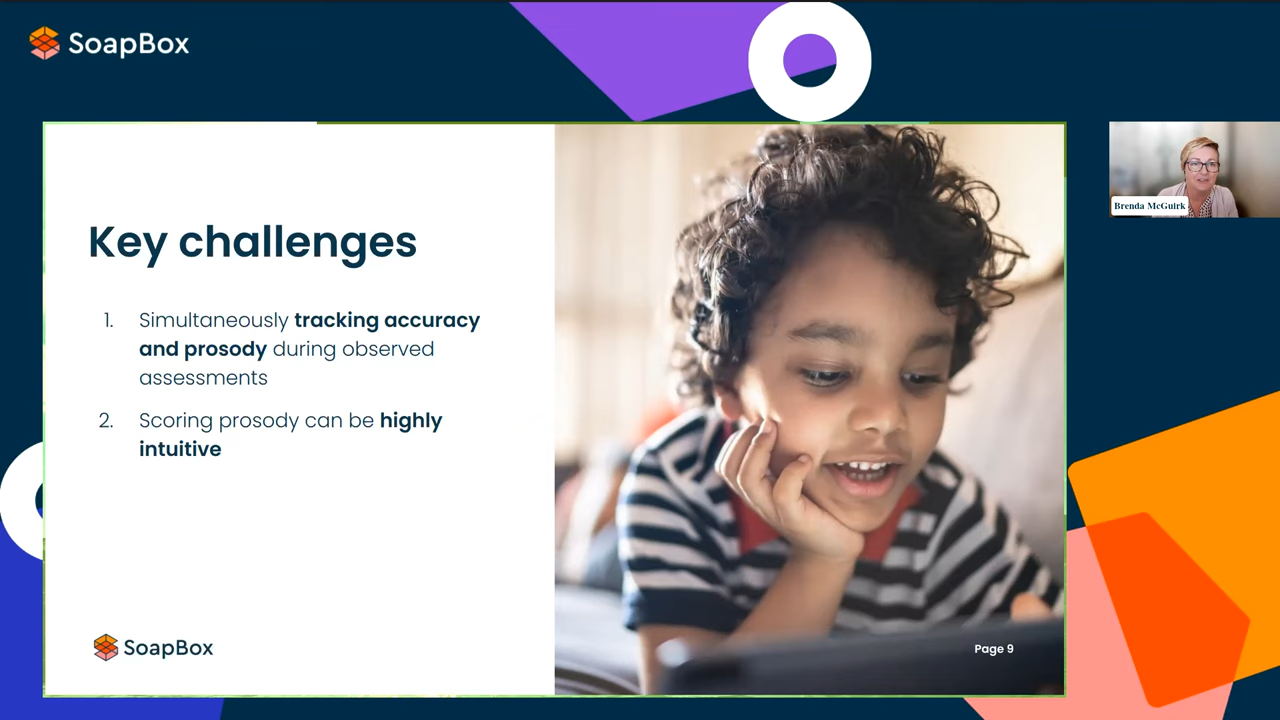 SoapBox
Key challenges
1. Simultaneously tracking accuracy
and prosody during observed
assessments
2. Scoring prosody can be highly
intuitive
SoapBox
Page 9
Brenda McGuirk